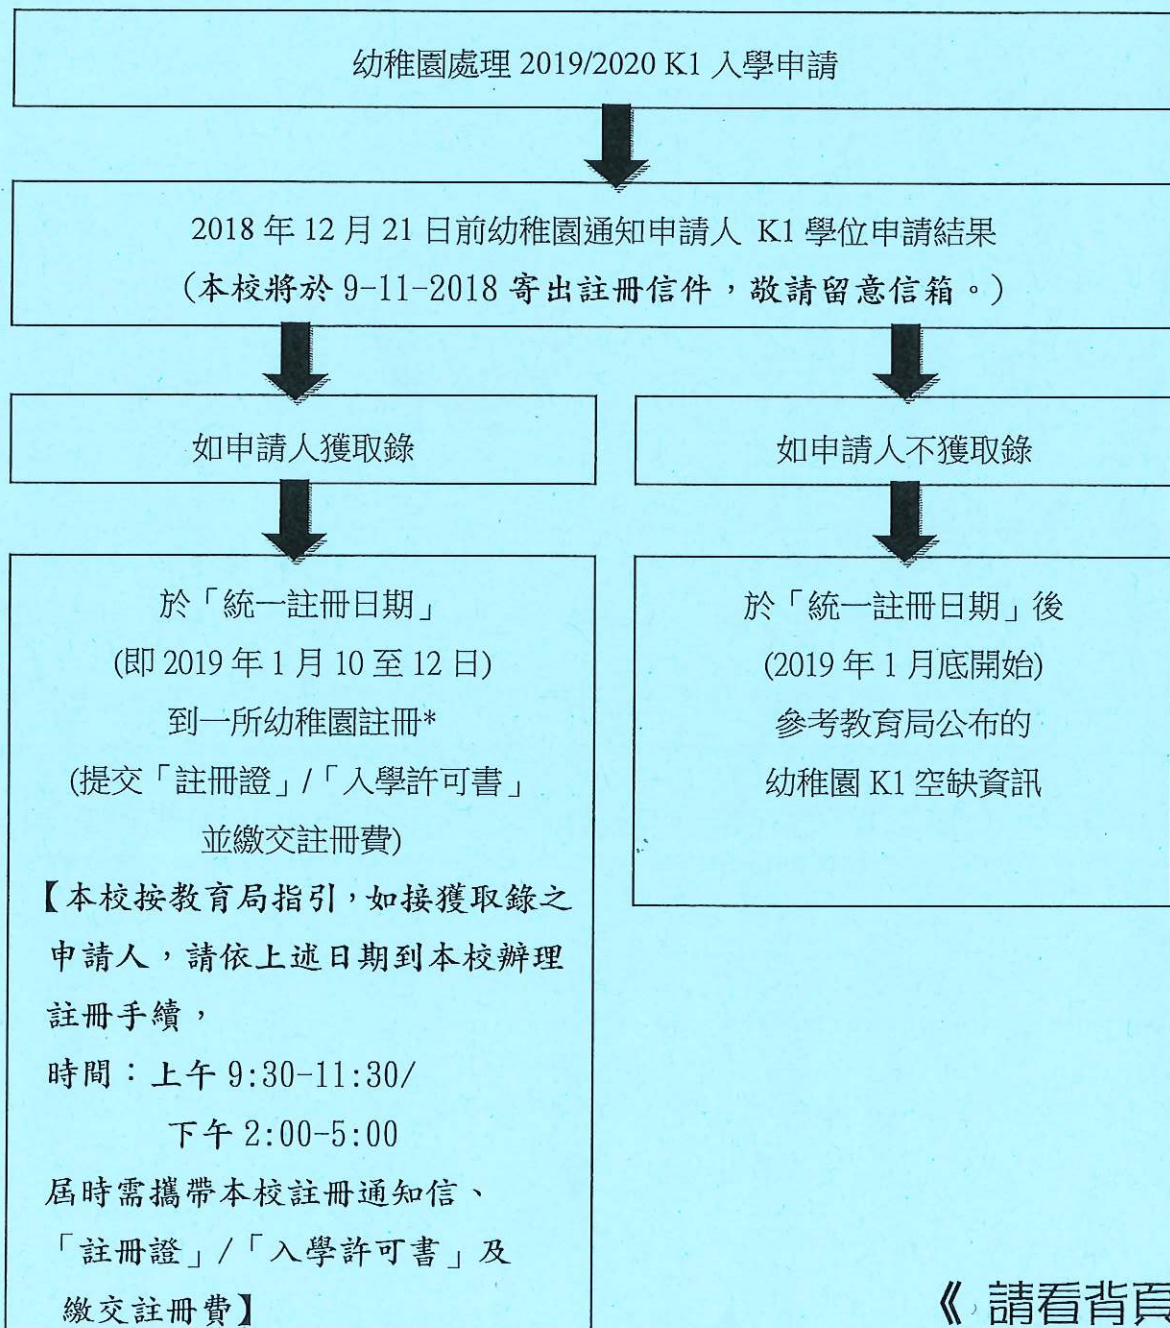 幼稚園處理 2019/2020 K1 入學申請
2018 年 12 月 21 日前幼稚園通知申請人 K1 學位申請結果
(本校將於 9-11-2018 寄出註冊信件，敬請留意信箱。)
如申請人獲取錄
如申請人不獲取錄
於「統一註冊日期」
(即 2019 年 1 月 10 至 12 日)
到一所幼稚園註冊*
(提交「註冊證」/「入學許可書」
並繳交註冊費)
【本校按教育局指引，如接獲取錄之
申請人，請依上述日期到本校辦理
註冊手續，
時間：上午 9:30-11:30/
下午 2:00-5:00
屆時需攜帶本校註冊通知信、
「註冊證」/「入學許可書」及
繳交註冊費】
於「統一註冊日期」後
(2019 年 1 月底開始)
參考教育局公布的
幼稚園 K1 空缺資訊
《 請看背頁